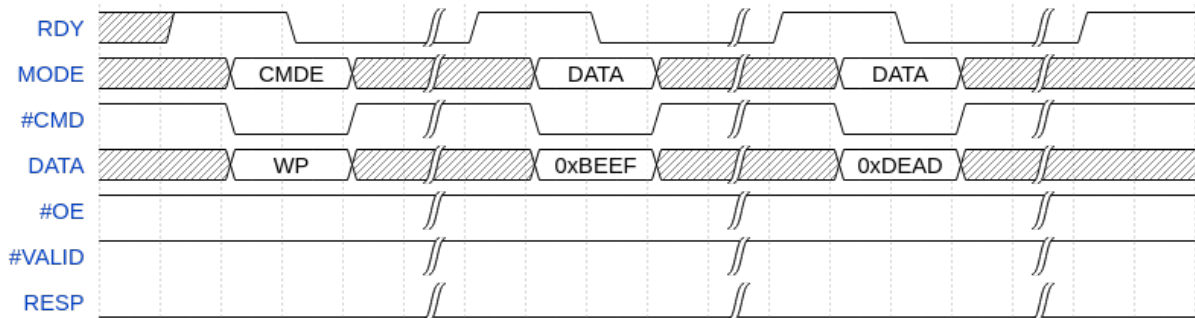 RDY
MODE CMDE DATA DATA
#CMD
DATA WP 0xBEEF 0xDEAD
#OE
#VALID
RESP